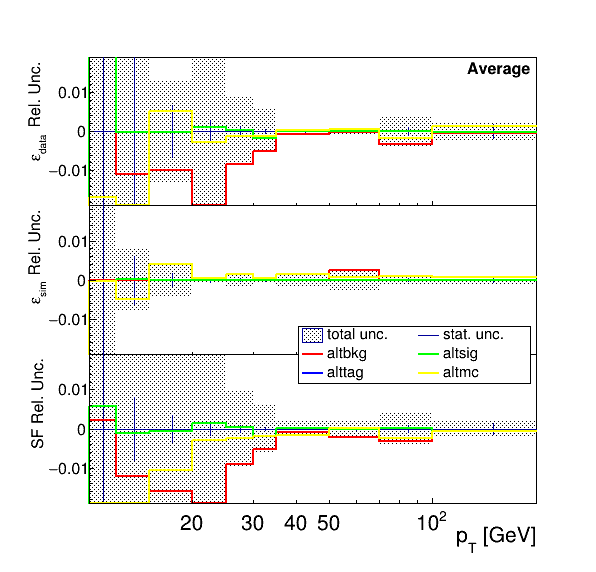 Average
ε_data Rel. Unc.
0.01
0
−0.01
ε_sim Rel. Unc.
0.01
0
−0.01
total unc. stat. unc.
altbkg altsig
alttag altmc
SF Rel. Unc.
0.01
0
−0.01
20 30 40 50 10²
p_T [GeV]